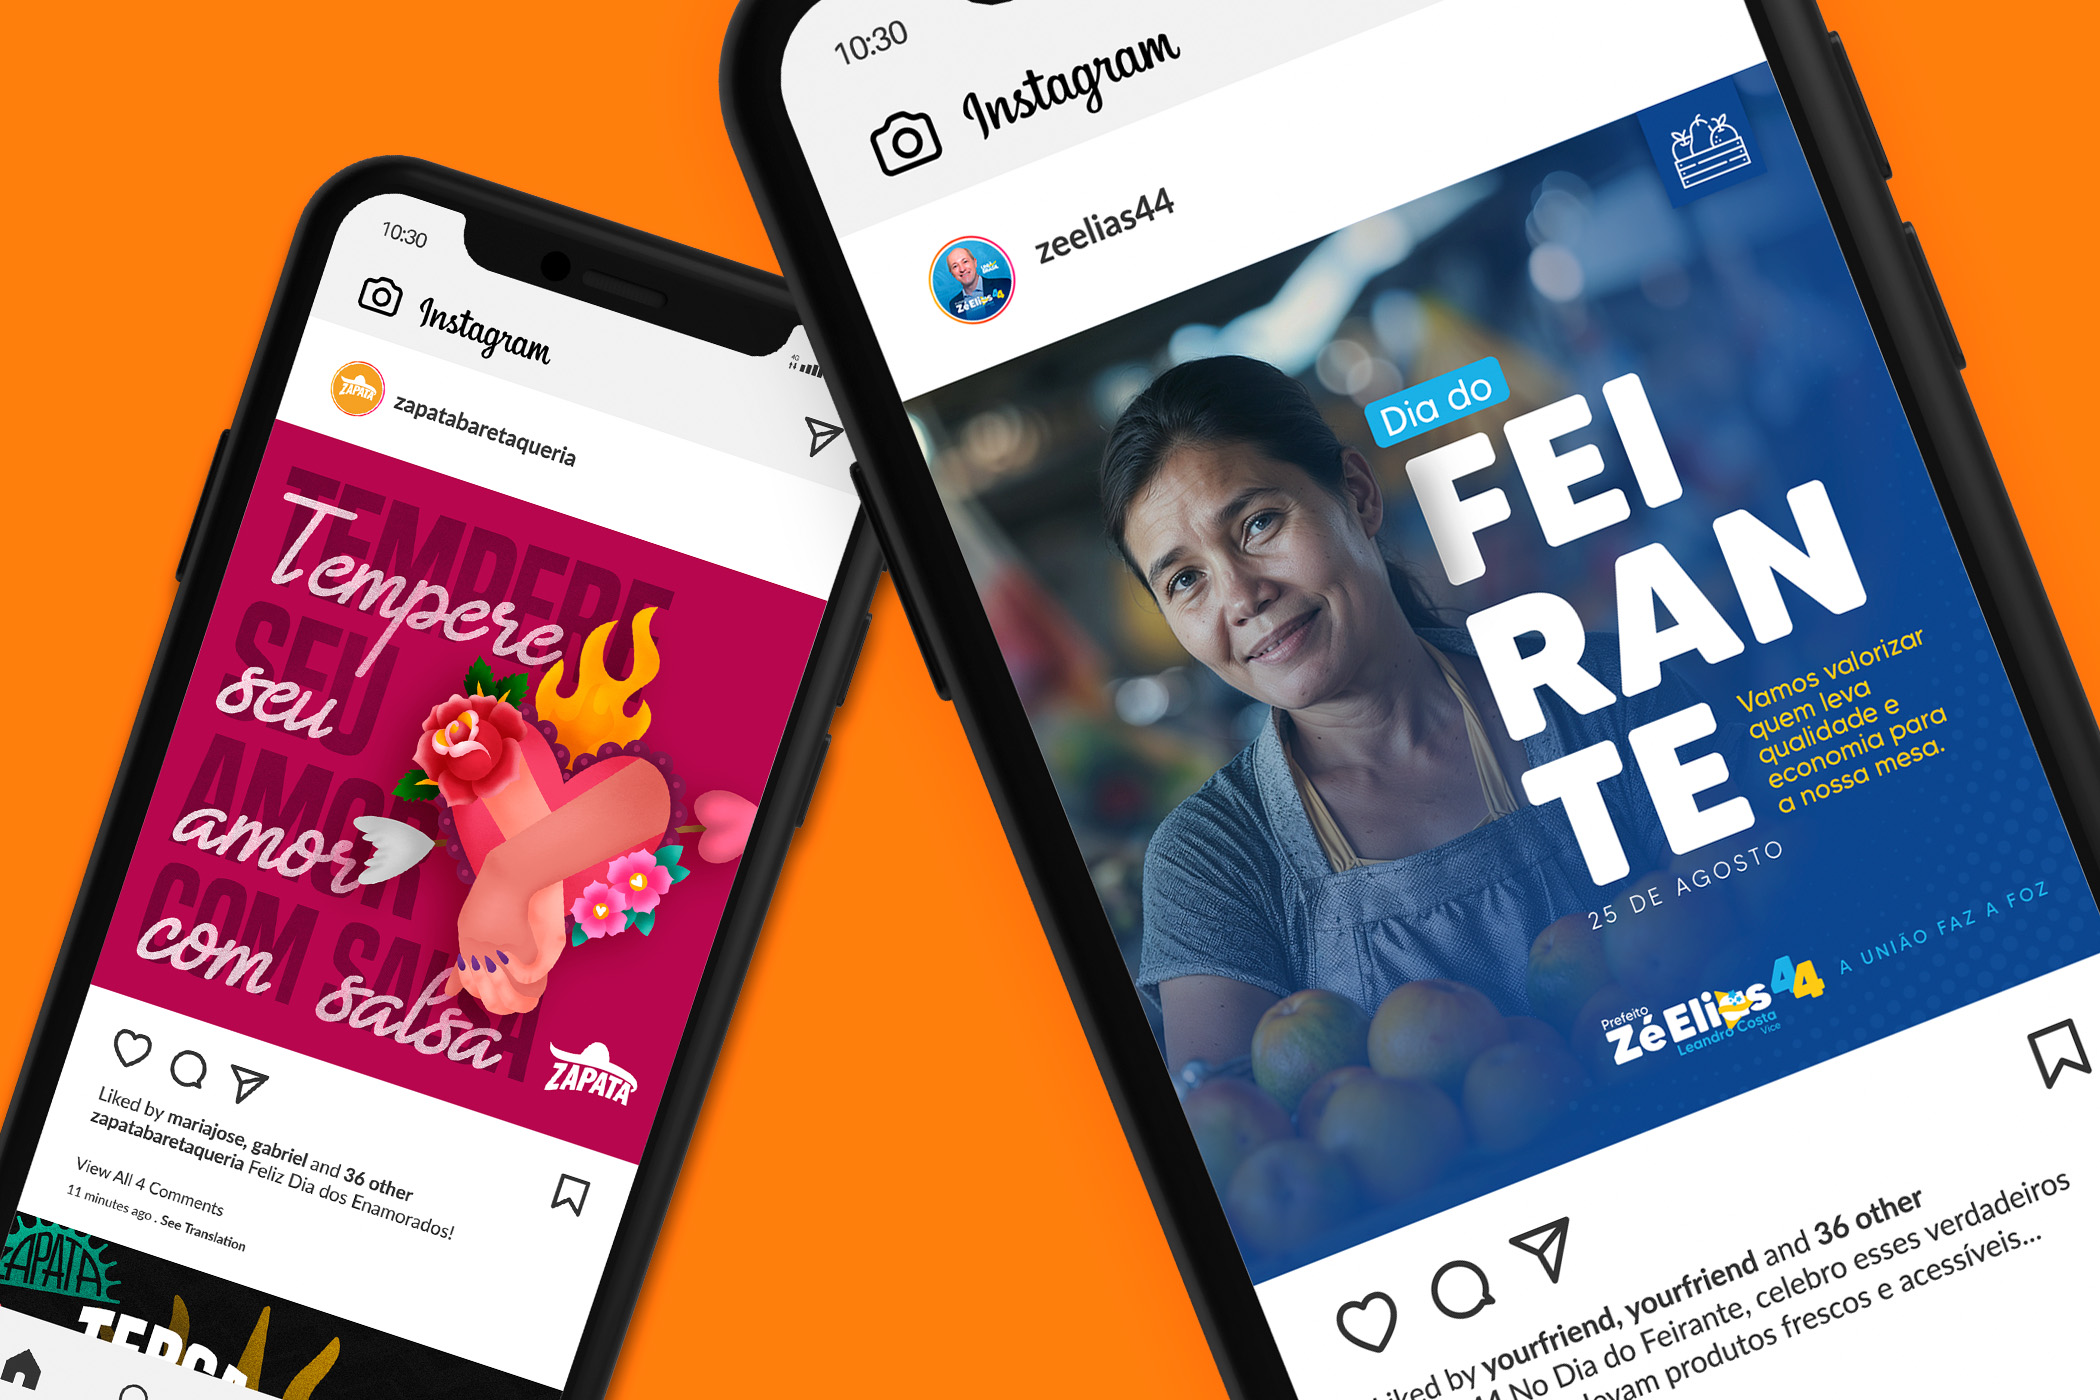 10:30
Instagram
zapatabaretaqueria
ZAPATA
4G
TEMPERE
SEU
AMOR
COM SALSA
Tempere
seu
amor
com salsa
ZAPATA
Liked by mariajose, gabriel and 36 other
zapatabaretaqueria Feliz Dia dos Enamorados!
View All 4 Comments
11 minutes ago . See Translation
ZAPATA
10:30
Instagram
zeelias44
Zé Elias 44
Dia do
FEI
RAN
TE
Vamos valorizar
quem leva
qualidade e
economia para
a nossa mesa.
25 DE AGOSTO
Prefeito
Zé Elias 44
Leandro Costa
Vice
A UNIÃO FAZ A FOZ
Liked by yourfriend, yourfriend and 36 other
No Dia do Feirante, celebro esses verdadeiros
produtos frescos e acessíveis...